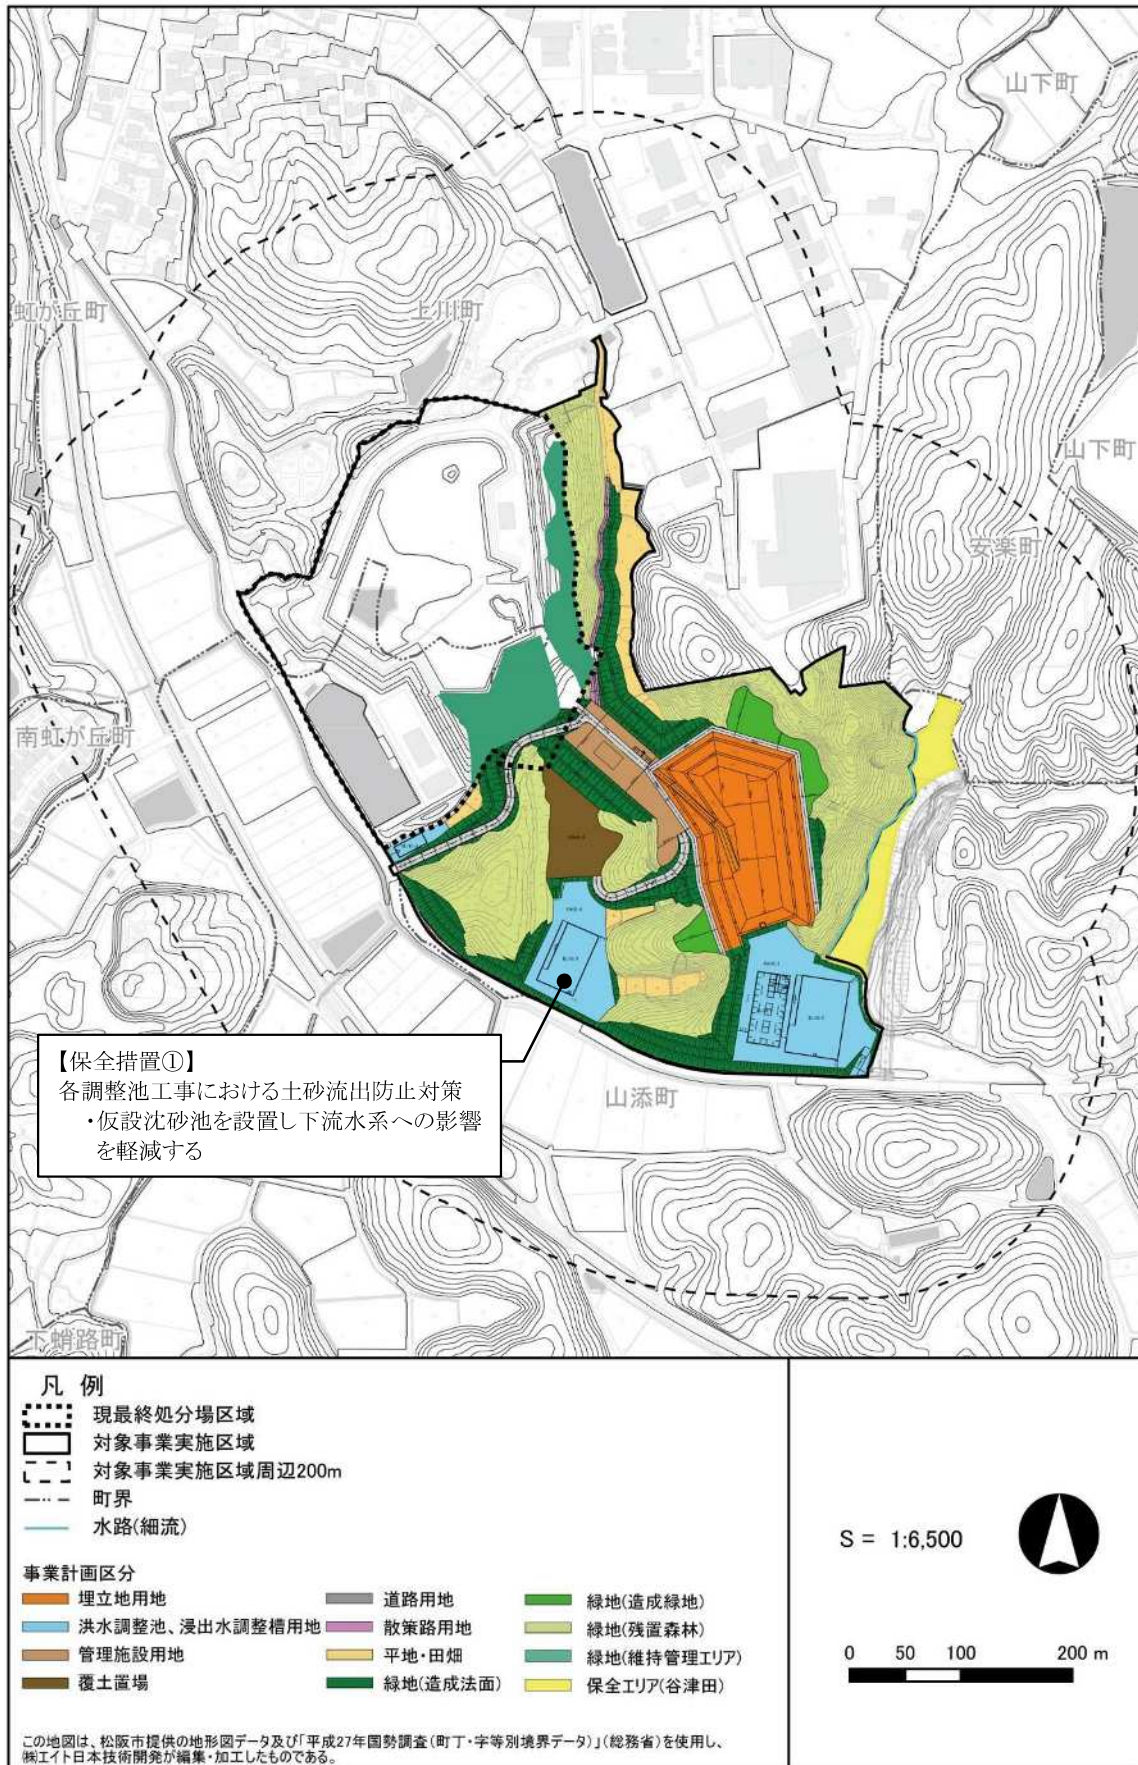 山下町
虹が丘町
上川町
山下町
安楽町
南虹が丘町
【保全措置①】
各調整池工事における土砂流出防止対策
・仮設沈砂池を設置し下流水系への影響
を軽減する
山添町
下蛸路町
凡 例
現最終処分場区域
対象事業実施区域
対象事業実施区域周辺200m
町界
水路(細流)
事業計画区分
埋立地用地
洪水調整池、浸出水調整槽用地
管理施設用地
覆土置場
道路用地
散策路用地
平地・田畑
緑地(造成法面)
緑地(造成緑地)
緑地(残置森林)
緑地(維持管理エリア)
保全エリア(谷津田)
S = 1:6,500
0 50 100 200 m
この地図は、松阪市提供の地形図データ及び「平成27年国勢調査(町丁・字等別境界データ)」(総務省)を使用し、
㈱エイト日本技術開発が編集・加工したものである。